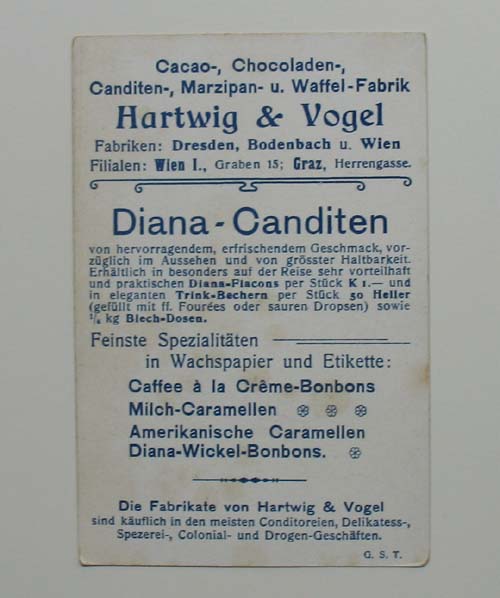 Cacao-, Chocoladen-,
Canditen-, Marzipan- u. Waffel-Fabrik
Hartwig & Vogel
Fabriken: Dresden, Bodenbach u. Wien
Filialen: Wien I., Graben 15; Graz, Herrengasse.
Diana-Canditen
von hervorragendem, erfrischendem Geschmack, vor-
züglich im Aussehen und von grösster Haltbarkeit.
Erhältlich in besonders auf der Reise sehr vorteilhaft
und praktischen Diana-Flacons per Stück K 1.— und
in eleganten Trink-Bechern per Stück 50 Heller
(gefüllt mit ff. Fourées oder sauren Dropsen) sowie
¼ kg Blech-Dosen.
Feinste Spezialitäten
in Wachspapier und Etikette:
Caffee à la Crême-Bonbons
Milch-Caramellen
Amerikanische Caramellen
Diana-Wickel-Bonbons.
Die Fabrikate von Hartwig & Vogel
sind käuflich in den meisten Conditoreien, Delikatess-,
Spezerei-, Colonial- und Drogen-Geschäften.
G. S. T.